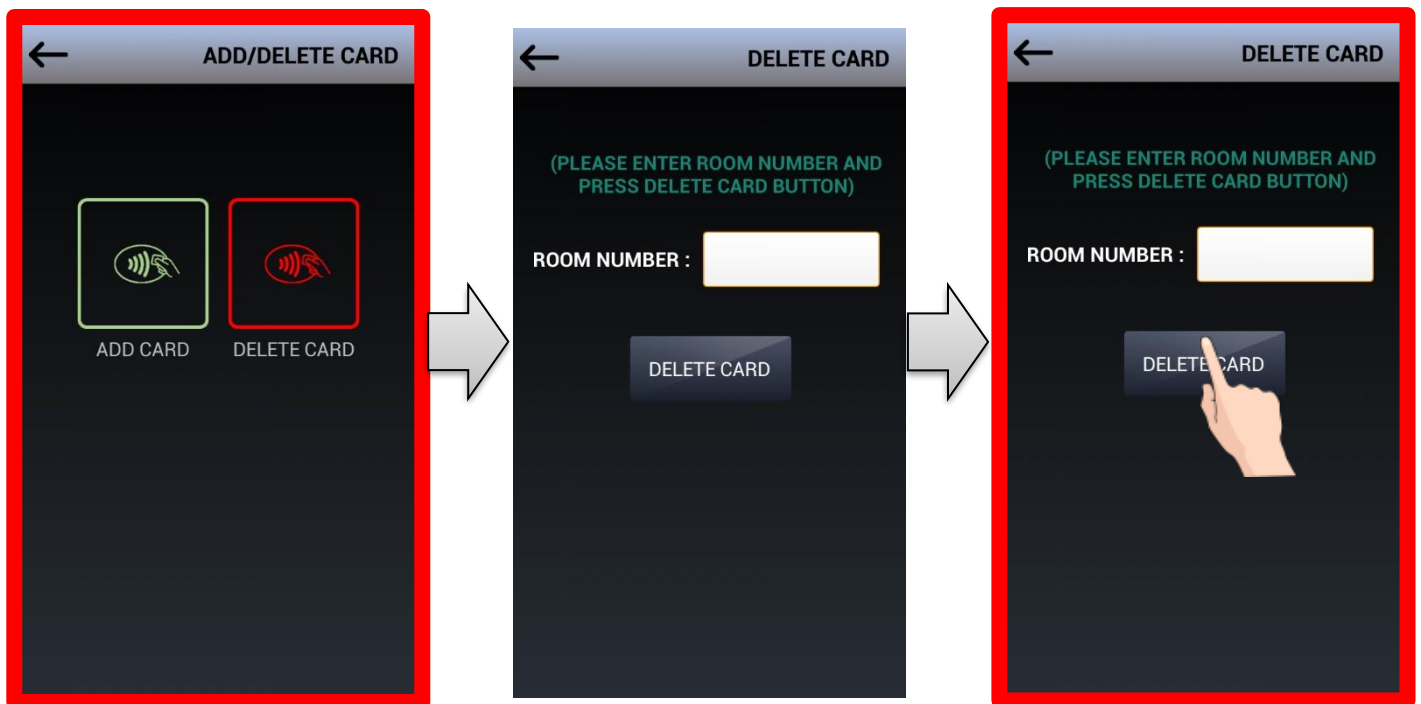 ADD/DELETE CARD
ADD CARD
DELETE CARD
DELETE CARD
(PLEASE ENTER ROOM NUMBER AND
PRESS DELETE CARD BUTTON)
ROOM NUMBER :
DELETE CARD
DELETE CARD
(PLEASE ENTER ROOM NUMBER AND
PRESS DELETE CARD BUTTON)
ROOM NUMBER :
DELETE CARD